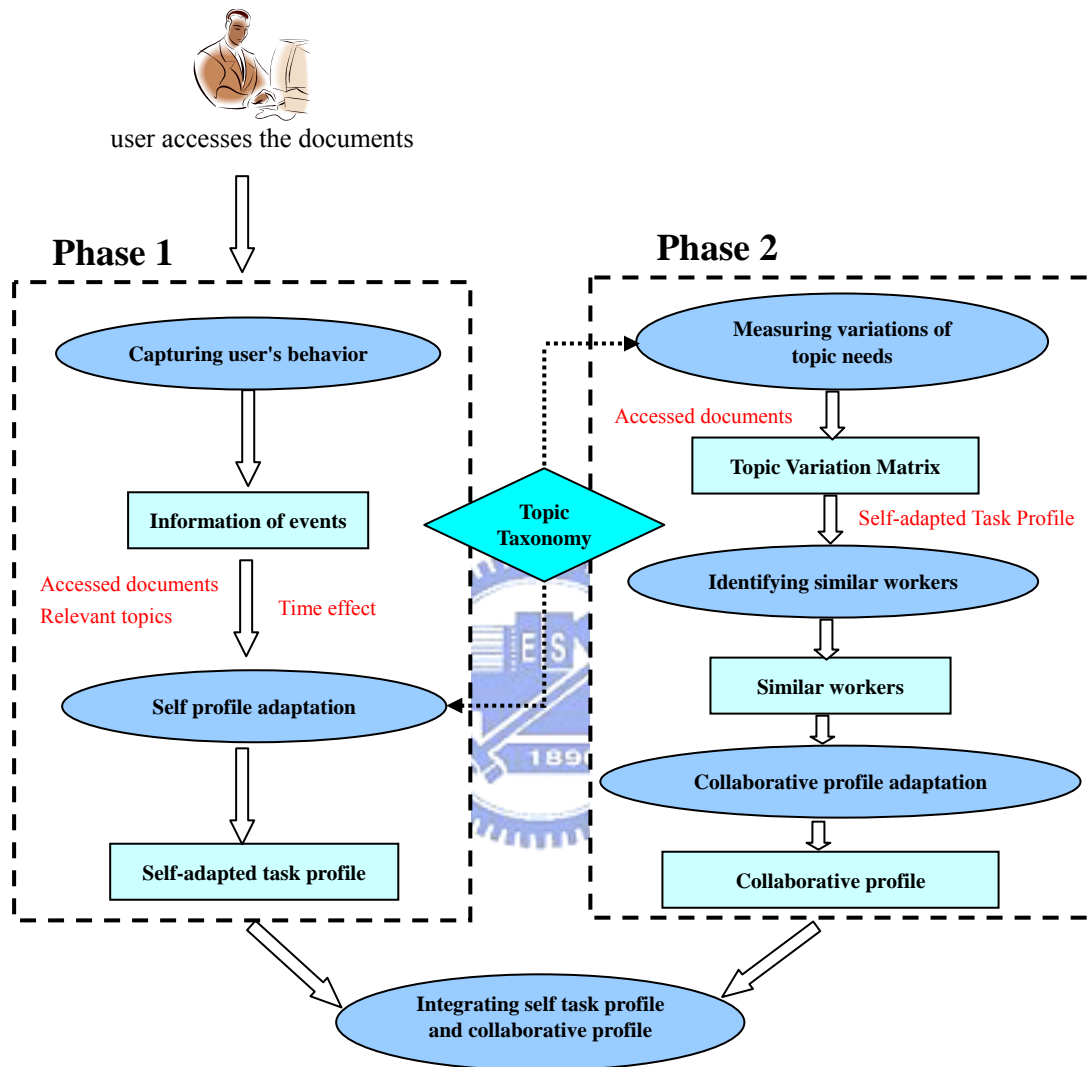 user accesses the documents
Phase 1
Capturing user's behavior
Information of events
Accessed documents
Relevant topics
Time effect
Self profile adaptation
Self-adapted task profile
Topic
Taxonomy
Phase 2
Measuring variations of
topic needs
Accessed documents
Topic Variation Matrix
Self-adapted Task Profile
Identifying similar workers
Similar workers
Collaborative profile adaptation
Collaborative profile
Integrating self task profile
and collaborative profile
E S